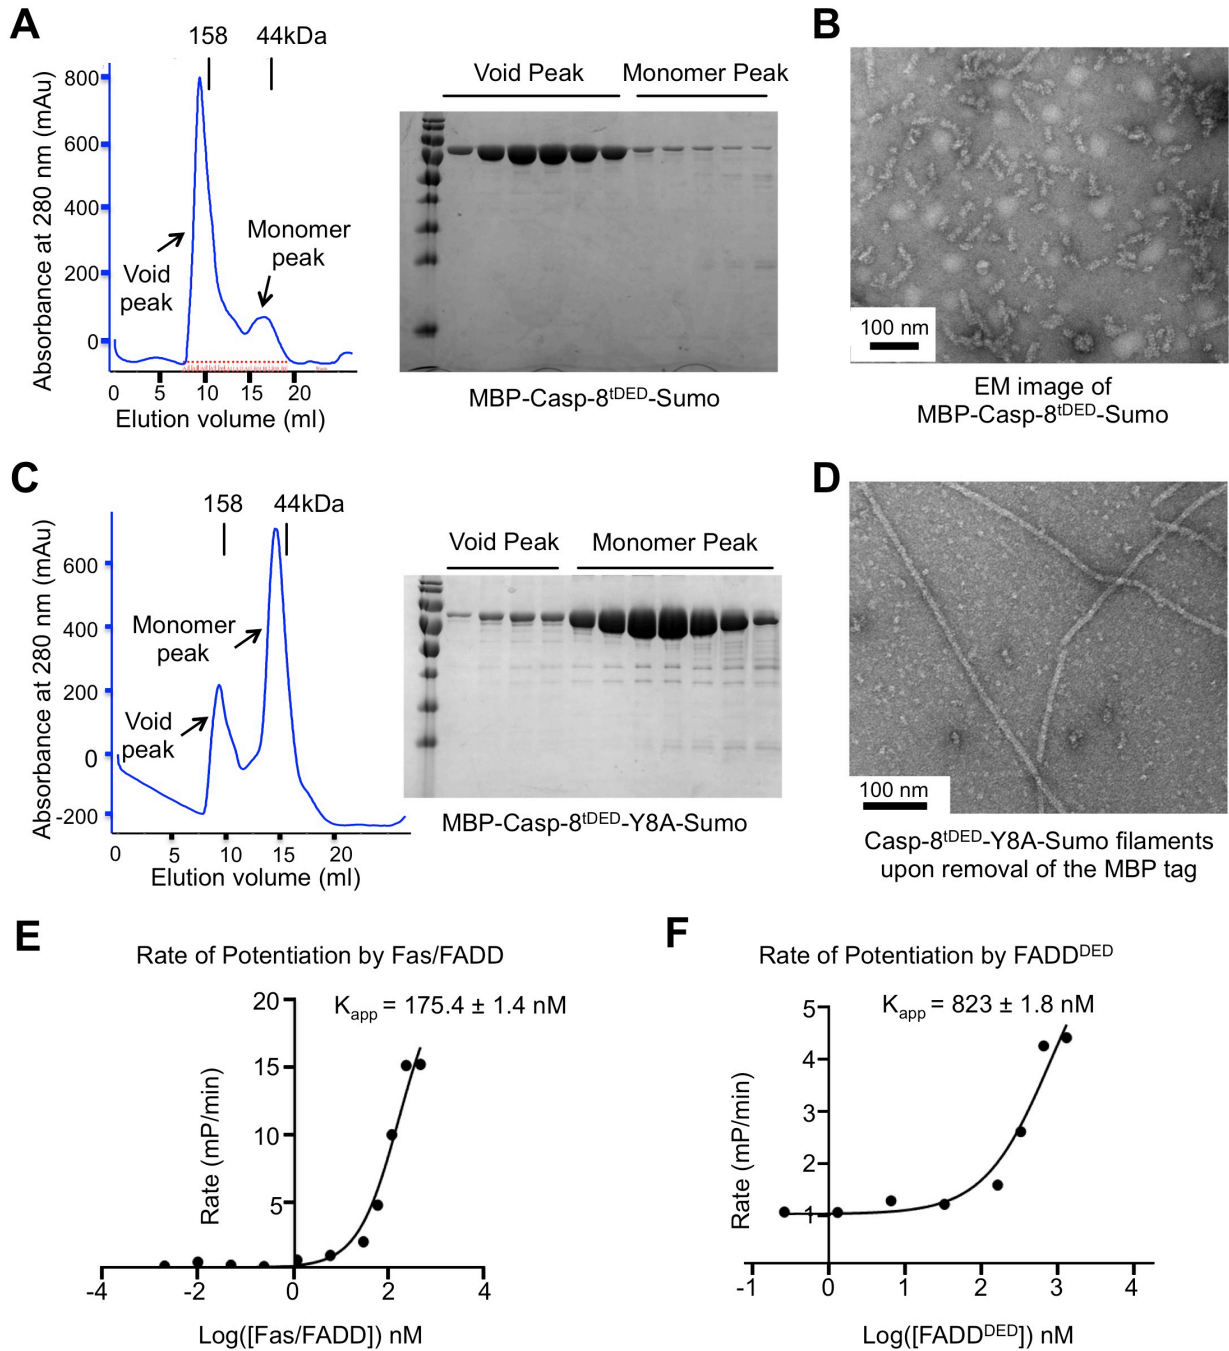 A
158 44kDa
Absorbance at 280 nm (mAu)
800
600
400
200
0
Void
peak
Monomer
peak
0 5 10 15 20
Elution volume (ml)
Void Peak Monomer Peak
MBP-Casp-8tDED-Sumo
B
100 nm
EM image of
MBP-Casp-8tDED-Sumo
C
158 44kDa
Absorbance at 280 nm (mAu)
600
400
200
0
-200
Monomer
peak
Void
peak
0 5 10 15 20
Elution volume (ml)
Void Peak Monomer Peak
MBP-Casp-8tDED-Y8A-Sumo
D
100 nm
Casp-8tDED-Y8A-Sumo filaments
upon removal of the MBP tag
E
Rate of Potentiation by Fas/FADD
Kapp = 175.4 ± 1.4 nM
Rate (mP/min)
20
15
10
5
-4 -2 0 2 4
Log([Fas/FADD]) nM
F
Rate of Potentiation by FADDDED
Kapp = 823 ± 1.8 nM
Rate (mP/min)
5
4
3
2
1
-1 0 1 2 3 4
Log([FADDDED]) nM